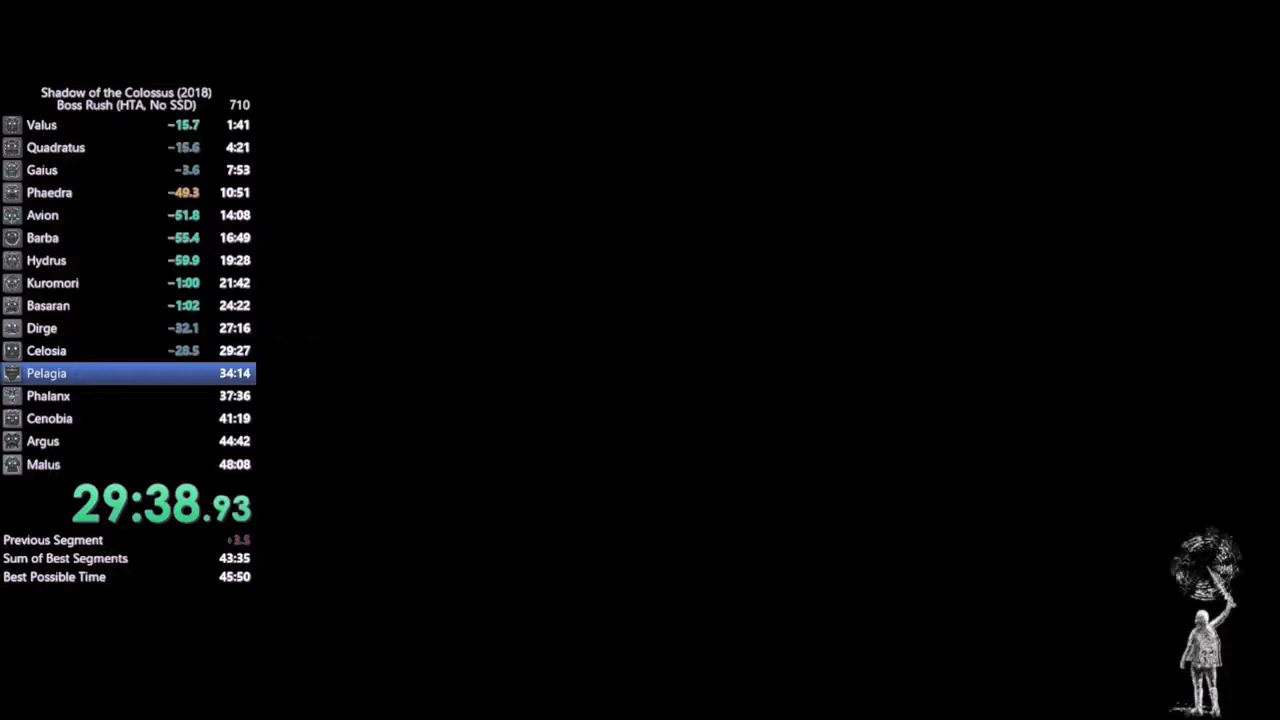 Shadow of the Colossus (2018)
Boss Rush (HTA, No SSD) 710
Valus −15.7 1:41
Quadratus −15.6 4:21
Gaius −3.6 7:53
Phaedra −49.3 10:51
Avion −51.8 14:08
Barba −55.4 16:49
Hydrus −59.9 19:28
Kuromori −1:00 21:42
Basaran −1:02 24:22
Dirge −32.1 27:16
Celosia −28.5 29:27
Pelagia 34:14
Phalanx 37:36
Cenobia 41:19
Argus 44:42
Malus 48:08
29:38.93
Previous Segment +3.5
Sum of Best Segments 43:35
Best Possible Time 45:50